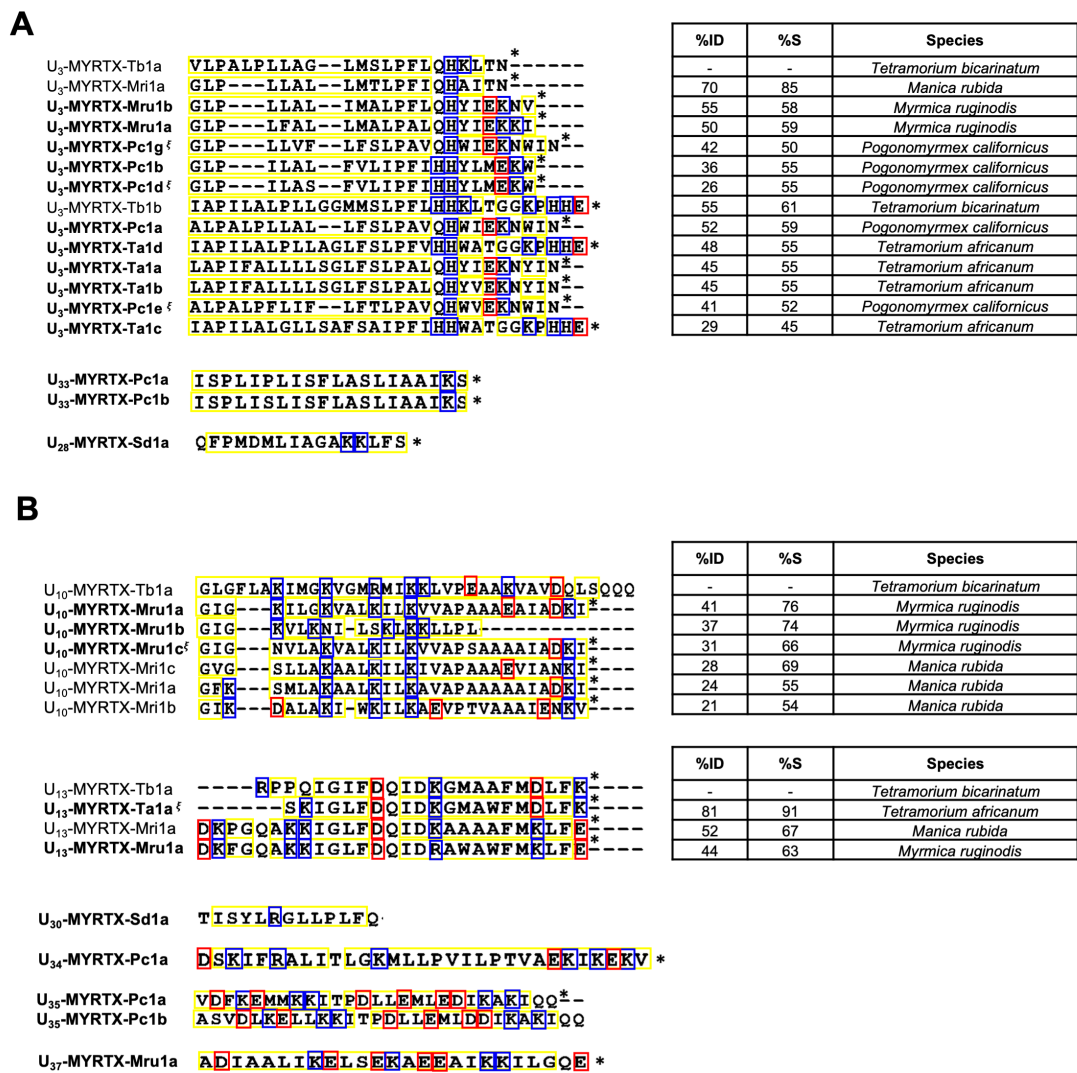 A
%ID %S Species
U3-MYRTX-Tb1a VLPALPLLAG--LMSLPFLQHKLTN*------ - - Tetramorium bicarinatum
U3-MYRTX-Mri1a GLP---LLAL--LMTLPFIQHAITN*------ 70 85 Manica rubida
U3-MYRTX-Mru1b GLP---LLAL--IMALPALQHYIEKNV*---- 55 58 Myrmica ruginodis
U3-MYRTX-Mru1a GLP---LFAL--LMALPALQHYIEKKI*---- 50 59 Myrmica ruginodis
U3-MYRTX-Pc1g ξ GLP---LLVF--LFSLPAVQHWIEKNWIN*-- 42 50 Pogonomyrmex californicus
U3-MYRTX-Pc1b GLP---ILAL--FVLIPFIHHYLMEKW*---- 36 55 Pogonomyrmex californicus
U3-MYRTX-Pc1d ξ GLP---ILAS--FVLIPFIHHYLMEKW*---- 26 55 Pogonomyrmex californicus
U3-MYRTX-Tb1b IAPILALPLLGGMMSLPFLHHKLTGGKPHHE* 55 61 Tetramorium bicarinatum
U3-MYRTX-Pc1a ALPALPLLAL--LFSLPAVQHWIEKNWIN*-- 52 59 Pogonomyrmex californicus
U3-MYRTX-Ta1d IAPILALPLLAGLFSLPFVHHWATGGKPHHE* 48 55 Tetramorium africanum
U3-MYRTX-Ta1a LAPIFALLLLSGLFSLPALQHYIEKNYIN*-- 45 55 Tetramorium africanum
U3-MYRTX-Ta1b LAPIFALLLLSGLFSLPALQHYVEKNYIN*-- 45 55 Tetramorium africanum
U3-MYRTX-Pc1e ξ ALPALPFLIF--LFTLPAVQHWVEKNWIN*-- 41 52 Pogonomyrmex californicus
U3-MYRTX-Ta1c IAPILALGLLSAFSAIPFIHHWATGGKPHHE* 29 45 Tetramorium africanum
U33-MYRTX-Pc1a ISPLIPLISFLASLIAAIKS*
U33-MYRTX-Pc1b ISPLISLISFLASLIAAIKS*
U28-MYRTX-Sd1a QFPMDMLIAGAKKLFS*
B
%ID %S Species
U10-MYRTX-Tb1a GLGFLAKIMGKVGMRMIKKLVPEAAKVAVDQLSQQQ - - Tetramorium bicarinatum
U10-MYRTX-Mru1a GIG---KILGKVALKILKVVAPAAAEAIADKI*---- 41 76 Myrmica ruginodis
U10-MYRTX-Mru1b GIG---KVLKNI-LSKLKKLLPL------------- 37 74 Myrmica ruginodis
U10-MYRTX-Mru1c ξ GIG---NVLAKVALKILKVVAPSAAAAIADKI*---- 31 66 Myrmica ruginodis
U10-MYRTX-Mri1c GVG---SLLAKAALKILKVVAPAAAEVIANKI*---- 28 69 Manica rubida
U10-MYRTX-Mri1a GFK---SMLAKAALKILKAVAPAAAAAIADKI*---- 24 55 Manica rubida
U10-MYRTX-Mri1b GIK---DALAKI-WKILKAEVPTVAAAIENKV*---- 21 54 Manica rubida
%ID %S Species
U13-MYRTX-Tb1a -----RPPQIGIFDQIDKGMAAFMDLFK*---- - - Tetramorium bicarinatum
U13-MYRTX-Ta1a ξ -------SKIGLFDQIDKGMAWFMDLFK*---- 81 91 Tetramorium africanum
U13-MYRTX-Mri1a DKPGQAKKIGLFDQIDKAAAAFMKLFE*---- 52 67 Manica rubida
U13-MYRTX-Mru1a DKFGQAKKIGLFDQIDRAWAWFMKLFE*---- 44 63 Myrmica ruginodis
U30-MYRTX-Sd1a TISYLRGLLPLFQ
U34-MYRTX-Pc1a DSKIFRALITLGKMLLPVILPTVAEKIKEKV*
U35-MYRTX-Pc1a VDFKEMMKKITPDLLEMLEDIKAKIQQ*--
U35-MYRTX-Pc1b ASVDLKELLKKITPDLLEMLDDIKAKIQQ
U37-MYRTX-Mru1a ADIAALIKELSEKAEEAIKKILGQE*